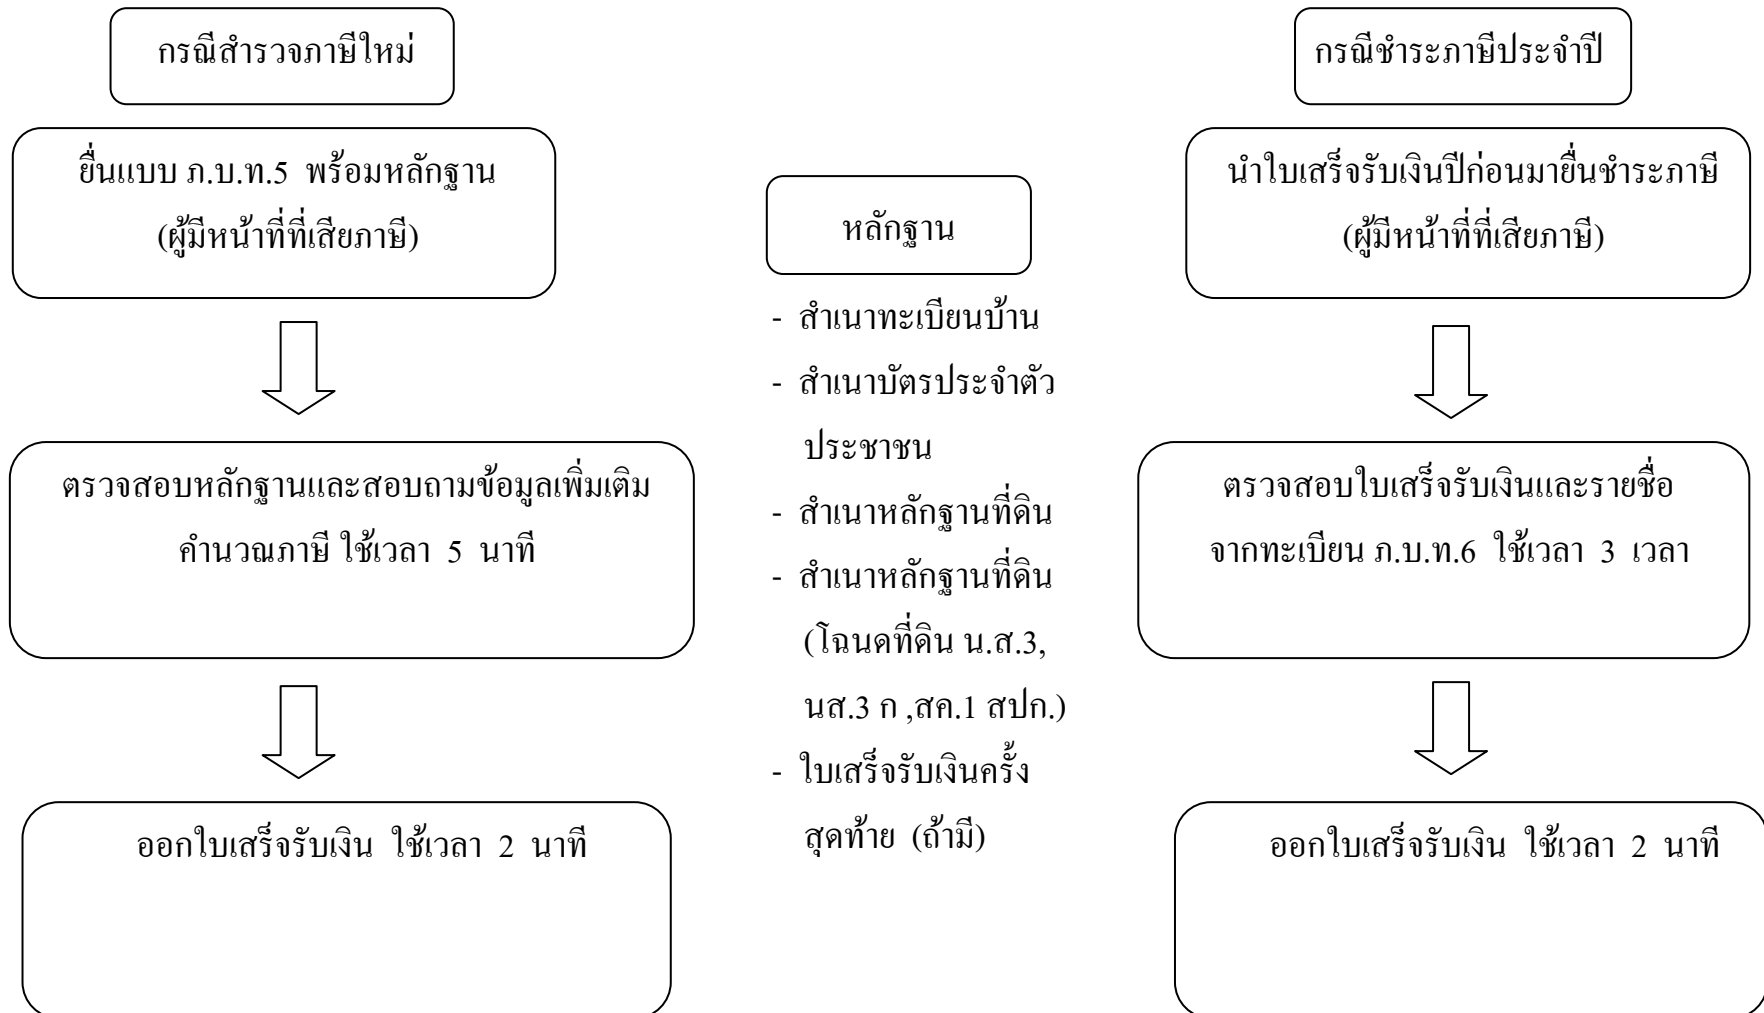 กรณีสำรวจภาษีใหม่
ยื่นแบบ ภ.บ.ท.5 พร้อมหลักฐาน
(ผู้มีหน้าที่ที่เสียภาษี)
ตรวจสอบหลักฐานและสอบถามข้อมูลเพิ่มเติม
คำนวณภาษี ใช้เวลา 5 นาที
ออกใบเสร็จรับเงิน ใช้เวลา 2 นาที
หลักฐาน
- สำเนาทะเบียนบ้าน
- สำเนาบัตรประจำตัว
ประชาชน
- สำเนาหลักฐานที่ดิน
- สำเนาหลักฐานที่ดิน
(โฉนดที่ดิน น.ส.3,
นส.3 ก ,สค.1 สปก.)
- ใบเสร็จรับเงินครั้ง
สุดท้าย (ถ้ามี)
กรณีชำระภาษีประจำปี
นำใบเสร็จรับเงินปีก่อนมายื่นชำระภาษี
(ผู้มีหน้าที่ที่เสียภาษี)
ตรวจสอบใบเสร็จรับเงินและรายชื่อ
จากทะเบียน ภ.บ.ท.6 ใช้เวลา 3 เวลา
ออกใบเสร็จรับเงิน ใช้เวลา 2 นาที